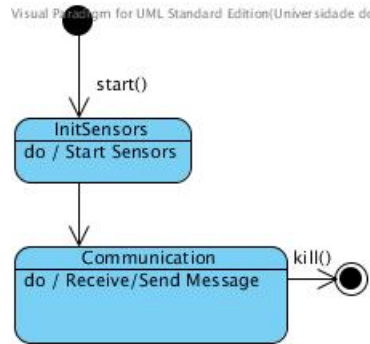 Visual Paradigm for UML Standard Edition(Universidade do
start()
InitSensors
do / Start Sensors
Communication
do / Receive/Send Message
kill()